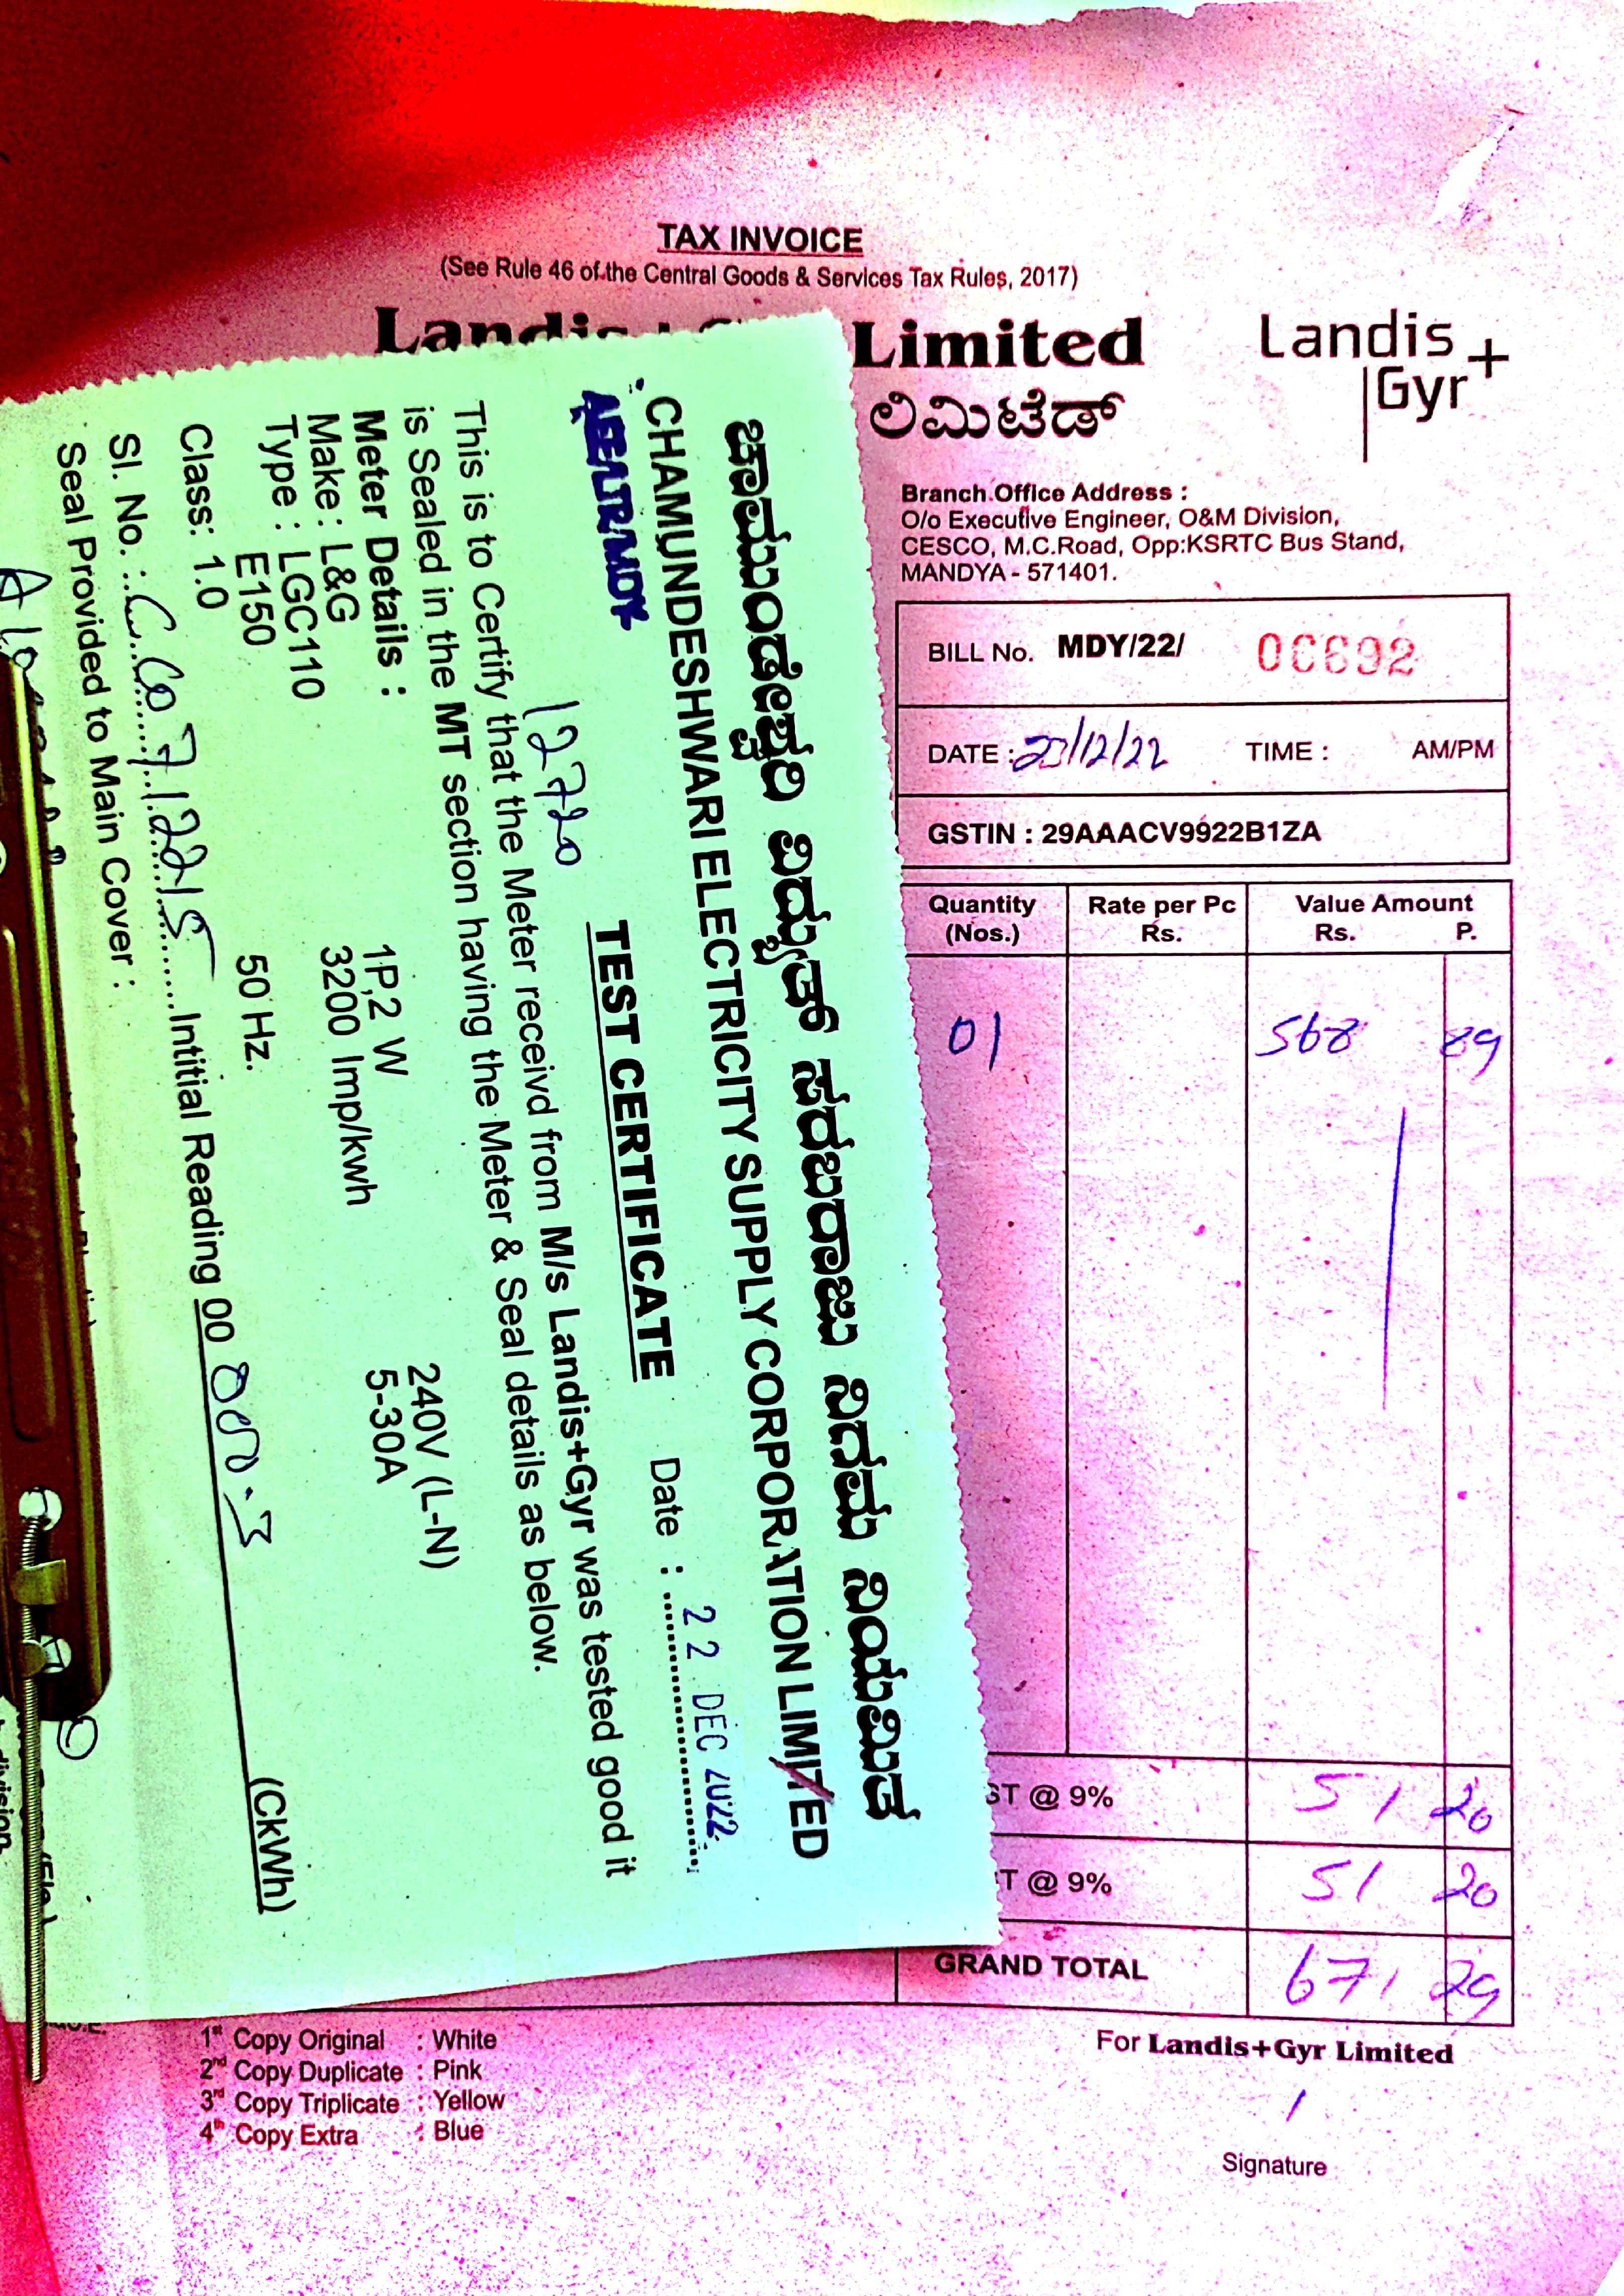 TAX INVOICE
(See Rule 46 of the Central Goods & Services Tax Rules, 2017)
Limited
ಲಿಮಿಟೆಡ್
Landis
Gyr+
Branch Office Address :
O/o Executive Engineer, O&M Division,
CESCO, M.C.Road, Opp:KSRTC Bus Stand,
MANDYA - 571401.
BILL No. MDY/22/ 00692
DATE : /12/22 TIME : AM/PM
GSTIN : 29AAACV9922B1ZA
Quantity (Nos.) Rate per Pc Rs. Value Amount Rs. P.
01 568 89
ST @ 9% 51 20
T @ 9% 51 20
GRAND TOTAL 671 29
For Landis+Gyr Limited
Signature
1st Copy Original : White
2nd Copy Duplicate : Pink
3rd Copy Triplicate : Yellow
4th Copy Extra : Blue
ಚಾಮುಂಡೇಶ್ವರಿ ವಿದ್ಯುತ್ ಸರಬರಾಜು ನಿಗಮ ನಿಯಮಿತ
CHAMUNDESHWARI ELECTRICITY SUPPLY CORPORATION LIMITED
AEE/LTR/MDY
TEST CERTIFICATE Date : 22 DEC 2022
12720
This is to Certify that the Meter receivd from M/s Landis+Gyr was tested good it
is Sealed in the MT section having the Meter & Seal details as below.
Meter Details :
Make : L&G 1P,2 W 240V (L-N)
Type : LGC110 3200 Imp/kwh 5-30A
E150
Class: 1.0 50 Hz.
Sl. No. : Intitial Reading 00 000.3 (CkWh)
Seal Provided to Main Cover :